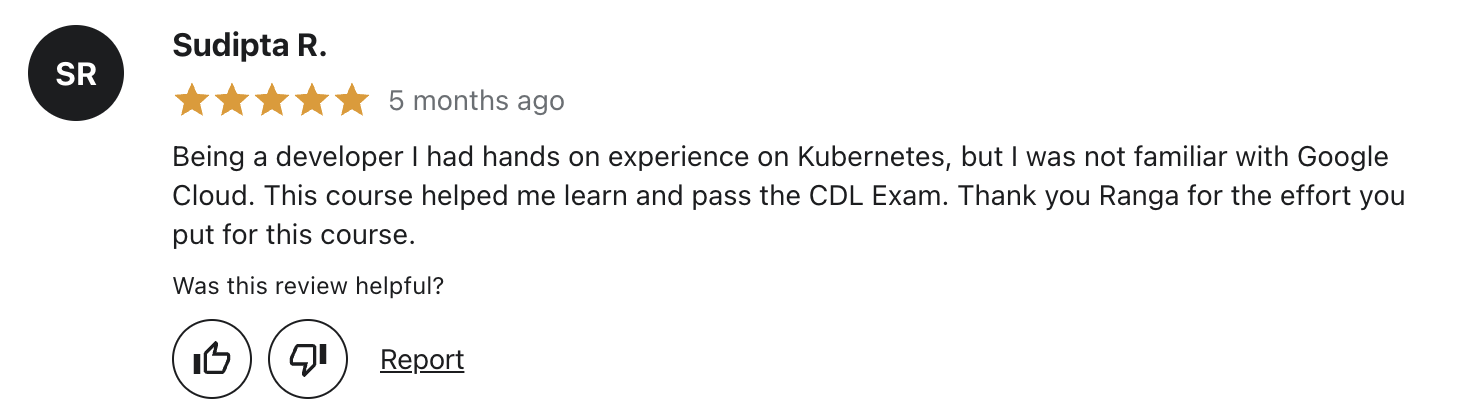 SR
Sudipta R.
5 months ago
Being a developer I had hands on experience on Kubernetes, but I was not familiar with Google
Cloud. This course helped me learn and pass the CDL Exam. Thank you Ranga for the effort you
put for this course.
Was this review helpful?
Report